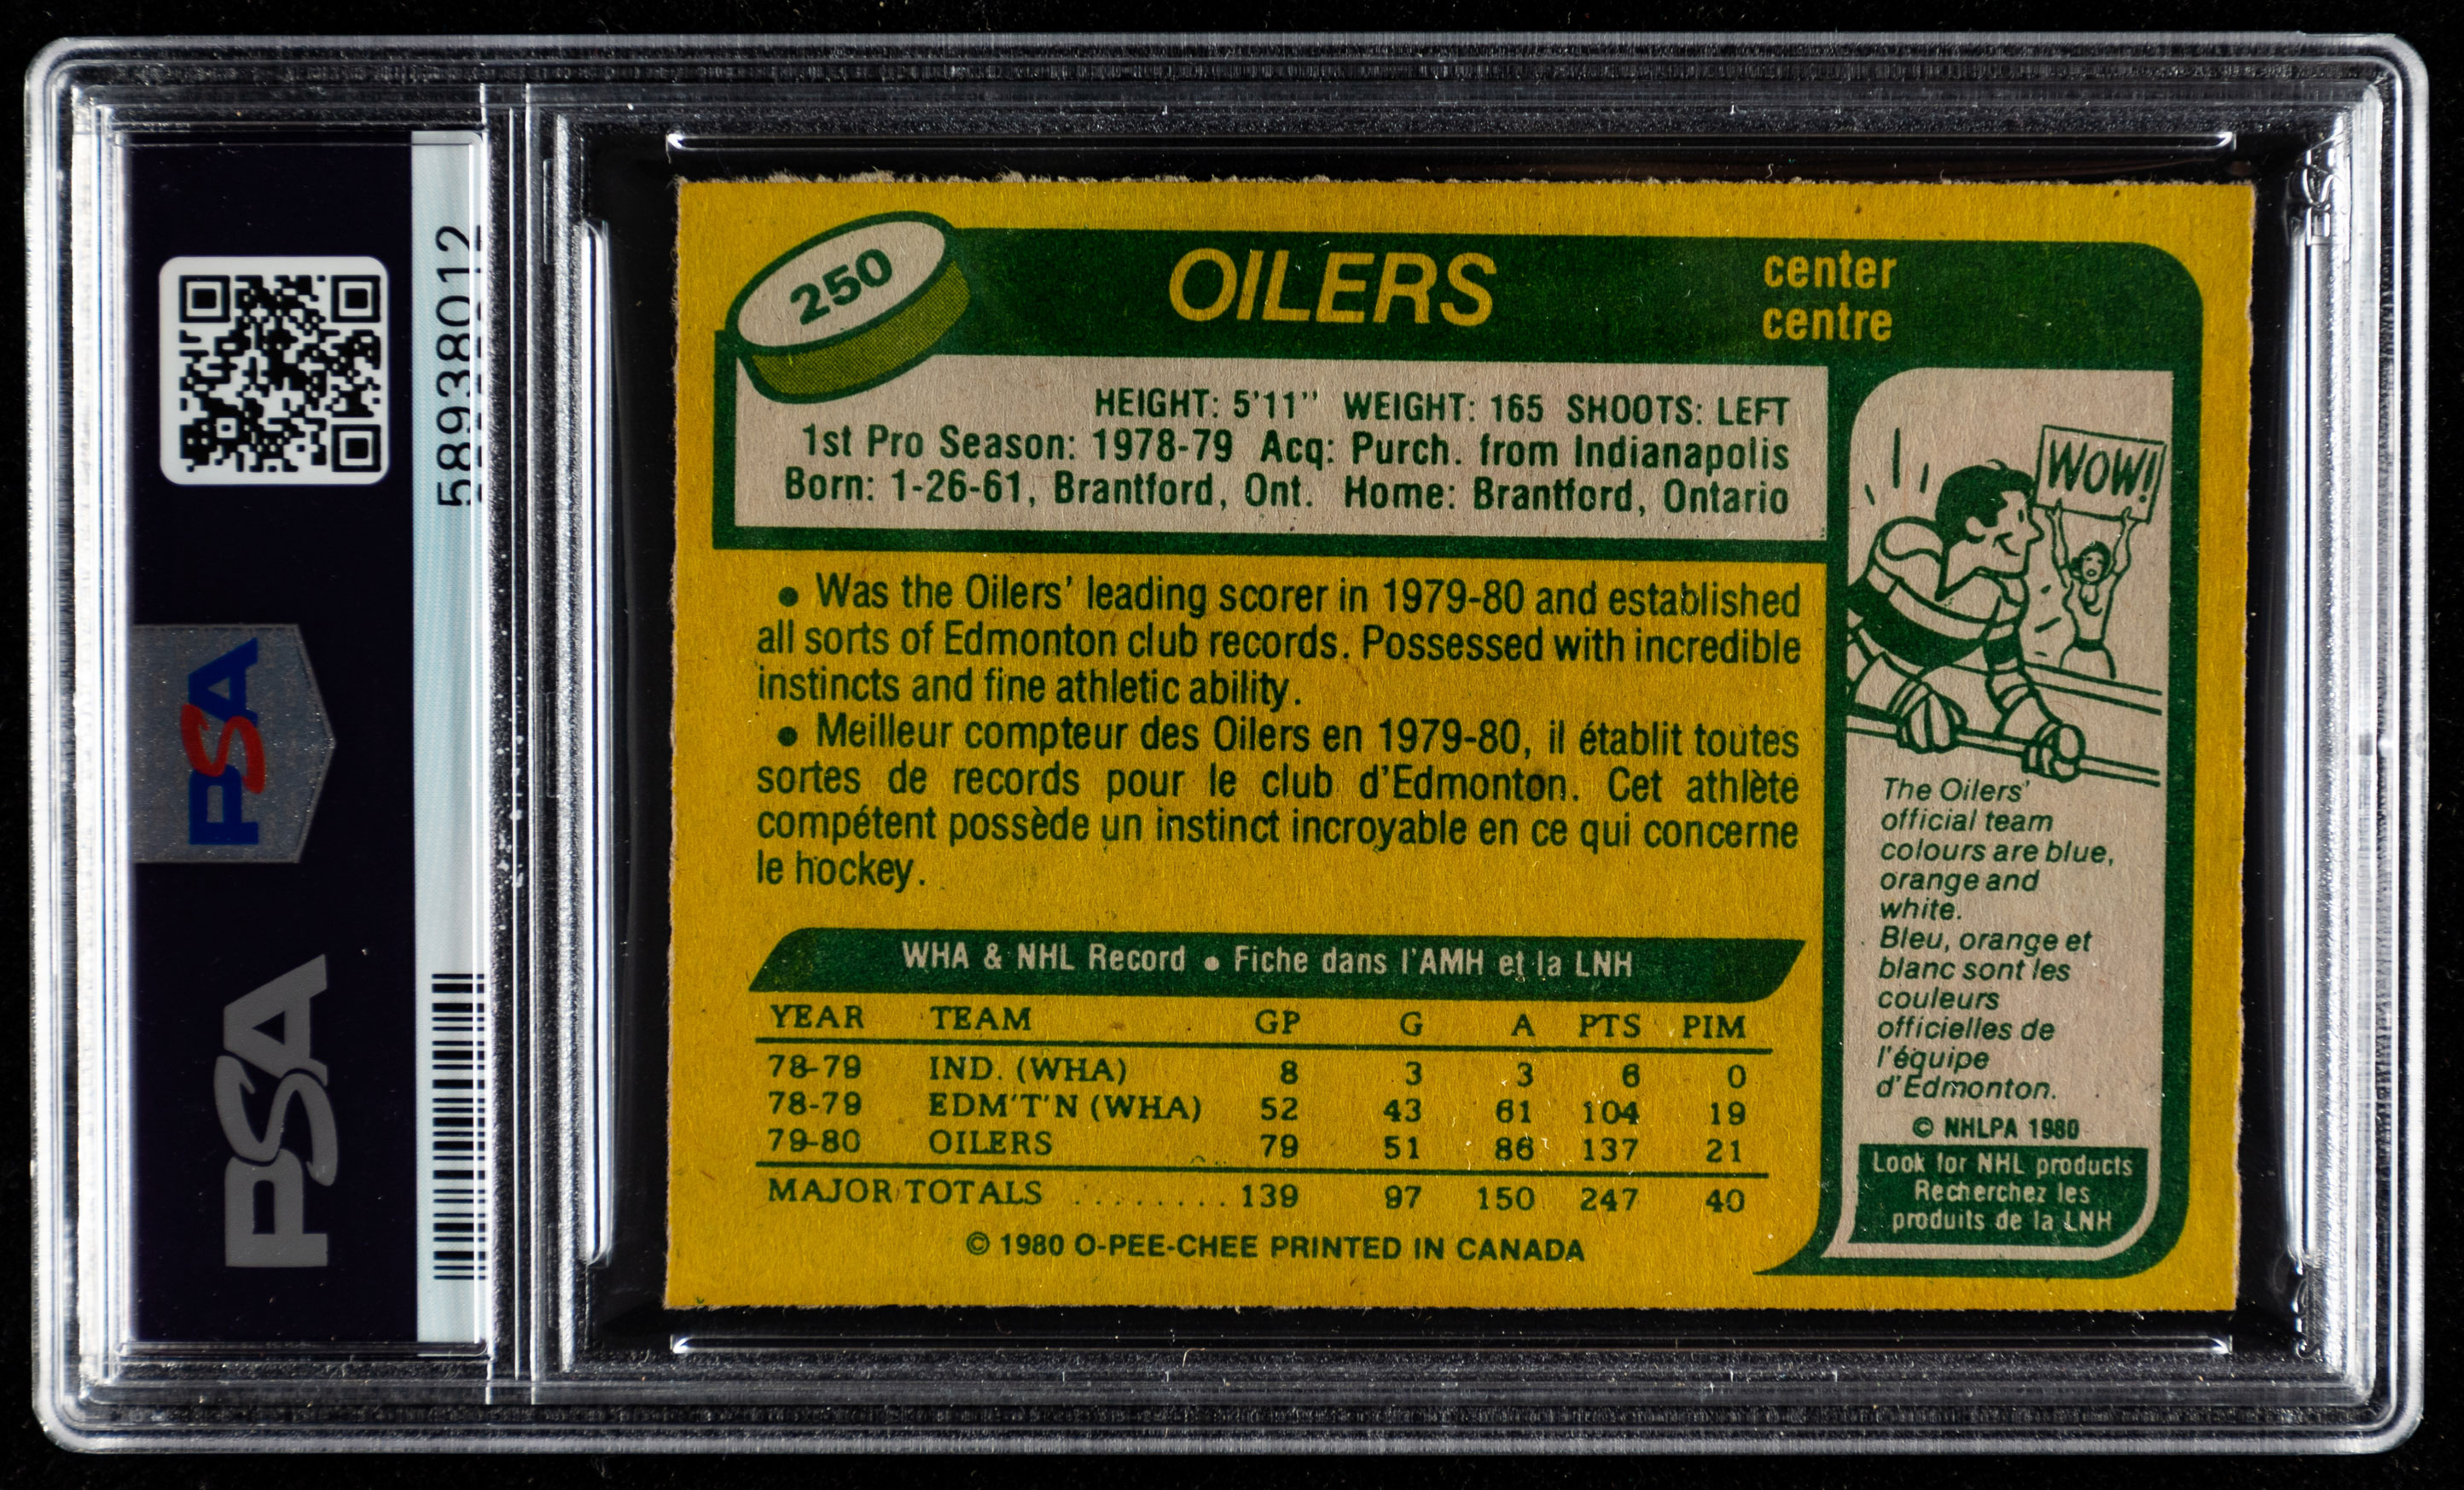 PSA
PSA
58938012
250
OILERS
center
centre
HEIGHT: 5'11'' WEIGHT: 165 SHOOTS: LEFT
1st Pro Season: 1978-79 Acq: Purch. from Indianapolis
Born: 1-26-61, Brantford, Ont. Home: Brantford, Ontario
• Was the Oilers' leading scorer in 1979-80 and established
all sorts of Edmonton club records. Possessed with incredible
instincts and fine athletic ability.
• Meilleur compteur des Oilers en 1979-80, il établit toutes
sortes de records pour le club d'Edmonton. Cet athlète
compétent possède un instinct incroyable en ce qui concerne
le hockey.
WHA & NHL Record • Fiche dans l'AMH et la LNH
YEAR TEAM GP G A PTS PIM
78-79 IND. (WHA) 8 3 3 6 0
78-79 EDM'T'N (WHA) 52 43 61 104 19
79-80 OILERS 79 51 86 137 21
MAJOR TOTALS ........ 139 97 150 247 40
© 1980 O-PEE-CHEE PRINTED IN CANADA
WOW!
The Oilers'
official team
colours are blue,
orange and
white.
Bleu, orange et
blanc sont les
couleurs
officielles de
l'équipe
d'Edmonton.
© NHLPA 1980
Look for NHL products
Recherchez les
produits de la LNH